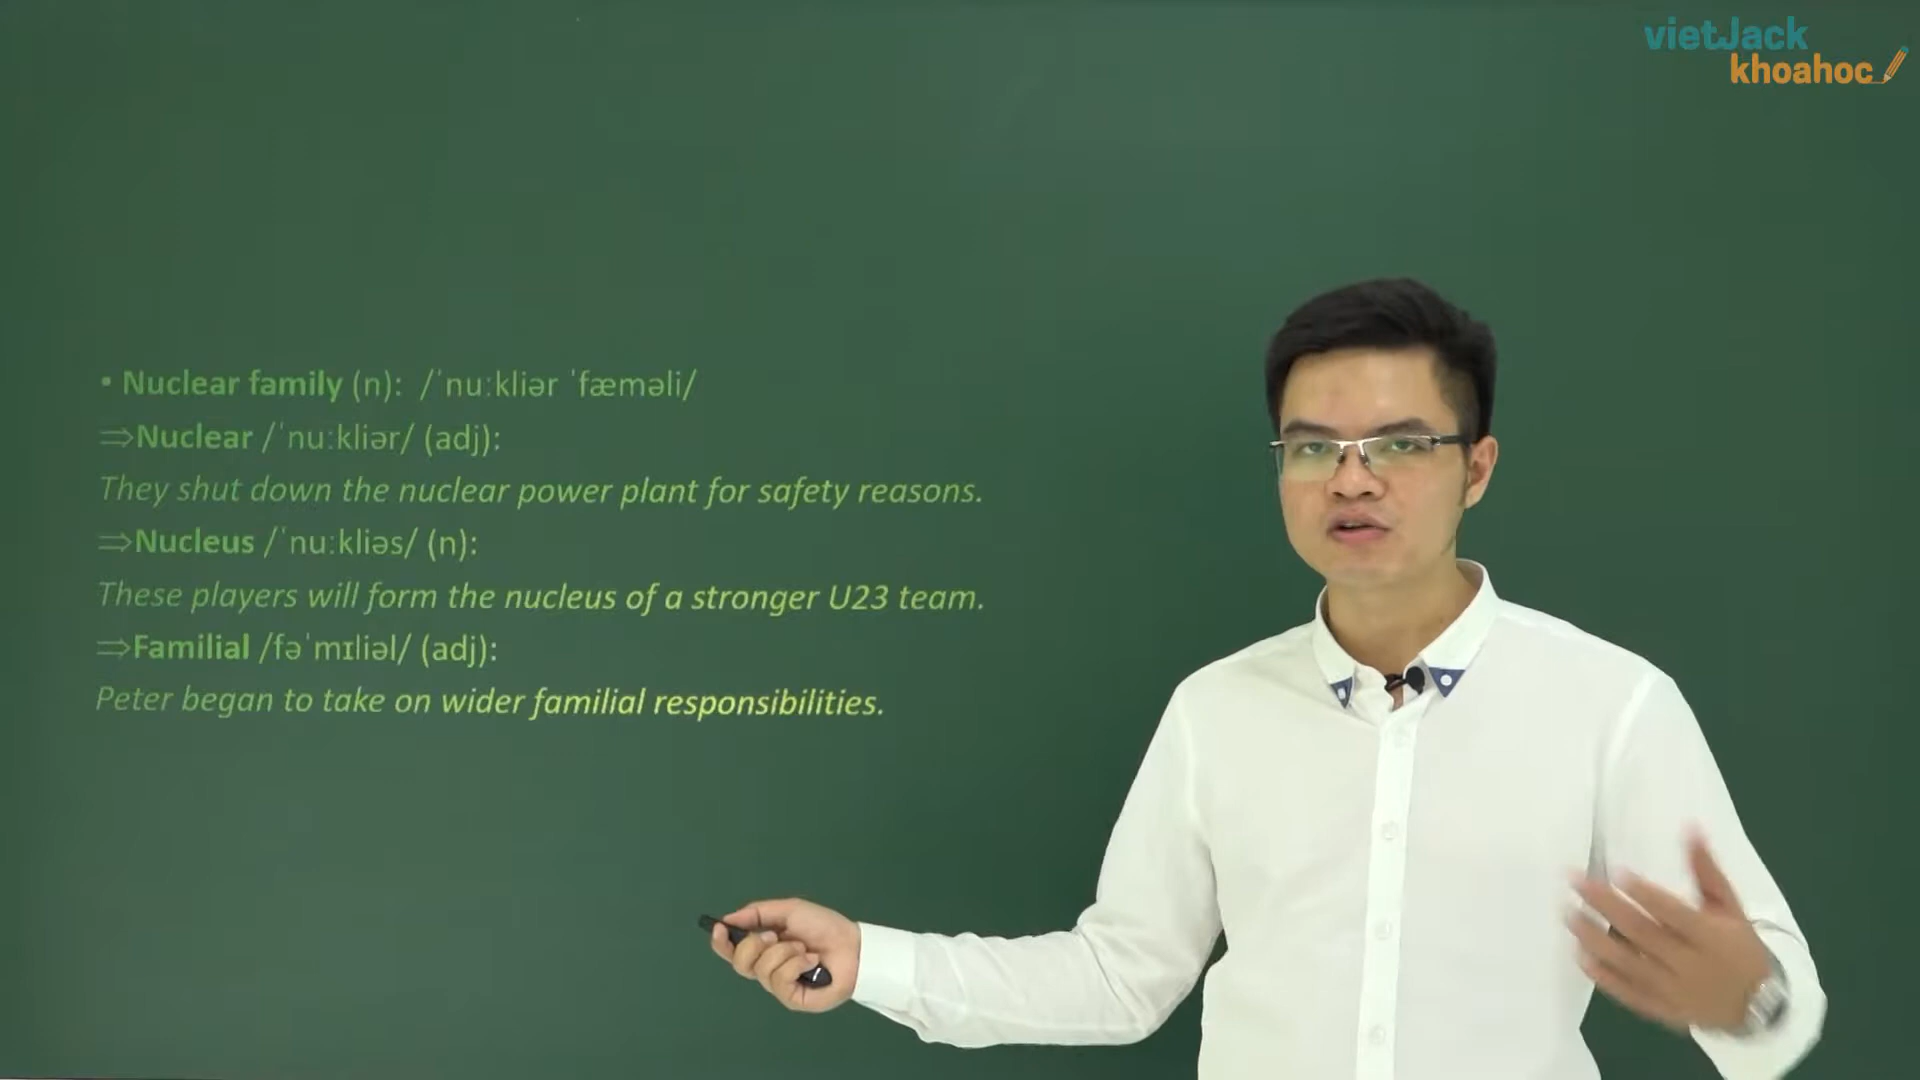 vietJack
khoahoc
• Nuclear family (n): /ˈnuːkliər ˈfæməli/
⇒Nuclear /ˈnuːkliər/ (adj):
They shut down the nuclear power plant for safety reasons.
⇒Nucleus /ˈnuːkliəs/ (n):
These players will form the nucleus of a stronger U23 team.
⇒Familial /fəˈmɪliəl/ (adj):
Peter began to take on wider familial responsibilities.